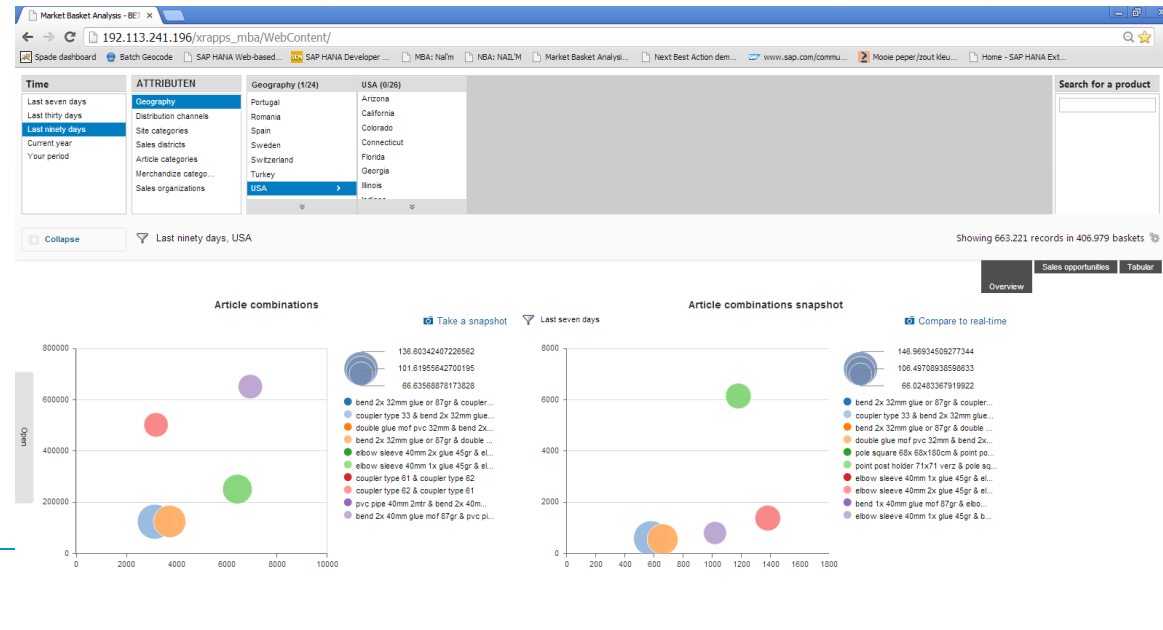 Market Basket Analysis - BE
192.113.241.196/xrapps_mba/WebContent/
Spade dashboard Batch Geocode SAP HANA Web-based... SAP HANA Developer ... MBA: Nal'm NBA: NAIL'M Market Basket Analysi... Next Best Action dem... www.sap.com/commu... Mooie peper/zout kleu... Home - SAP HANA Ext...
Time
Last seven days
Last thirty days
Last ninety days
Current year
Your period
ATTRIBUTEN
Geography
Distribution channels
Site categories
Sales districts
Article categories
Merchandize catego...
Sales organizations
Geography (1/24)
Portugal
Romania
Spain
Sweden
Switzerland
Turkey
USA
USA (0/26)
Arizona
California
Colorado
Connecticut
Florida
Georgia
Illinois
Search for a product
Collapse
Last ninety days, USA
Showing 663.221 records in 406.979 baskets
Overview
Sales opportunities
Tabular
Open
Article combinations
Take a snapshot
800000
600000
400000
200000
0
0 2000 4000 6000 8000 10000
136.60342407226562
101.61955642700195
66.63568878173828
bend 2x 32mm glue or 87gr & coupler...
coupler type 33 & bend 2x 32mm glue...
double glue mof pvc 32mm & bend 2x...
bend 2x 32mm glue or 87gr & double ...
elbow sleeve 40mm 2x glue 45gr & el...
elbow sleeve 40mm 1x glue 45gr & el...
coupler type 61 & coupler type 62
coupler type 62 & coupler type 61
pvc pipe 40mm 2mtr & bend 2x 40m...
bend 2x 40mm glue mof 87gr & pvc pi...
Article combinations snapshot
Last seven days
Compare to real-time
8000
6000
4000
2000
0
0 200 400 600 800 1000 1200 1400 1600 1800
146.96934509277344
106.49708938598633
66.02483367919922
bend 2x 32mm glue or 87gr & coupler...
coupler type 33 & bend 2x 32mm glue...
bend 2x 32mm glue or 87gr & double ...
double glue mof pvc 32mm & bend 2x...
pole square 68x 68x180cm & point po...
point post holder 71x71 verz & pole sq...
elbow sleeve 40mm 1x glue 45gr & el...
elbow sleeve 40mm 2x glue 45gr & el...
bend 1x 40mm glue mof 87gr & elbo...
elbow sleeve 40mm 1x glue 45gr & b...